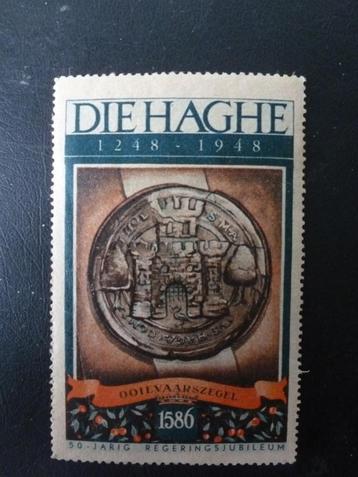 DIE HAGHE
1248 - 1948
OOIEVAARSZEGEL
1586
50-JARIG REGERINGSJUBILEUM